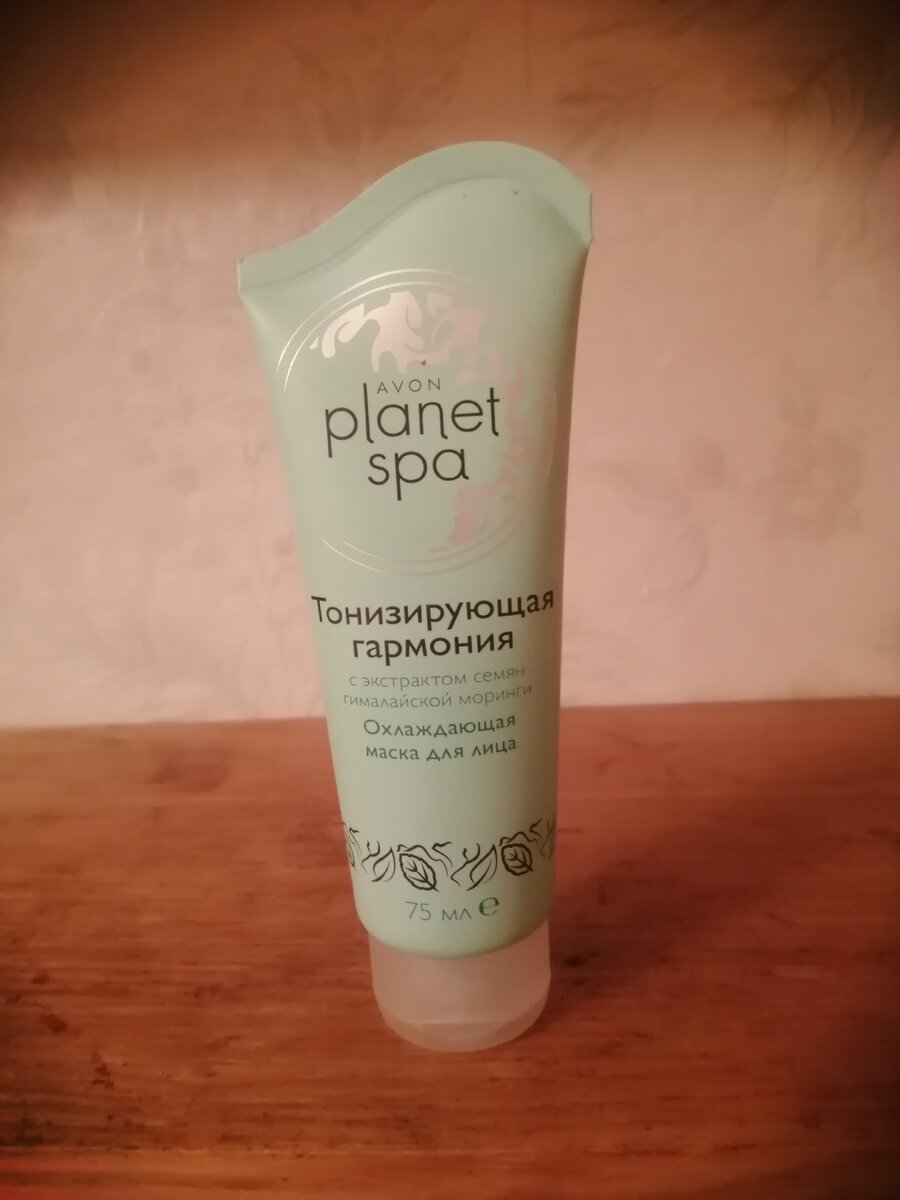 AVON
planet
spa
Тонизирующая
гармония
с экстрактом семян
гималайской моринги
Охлаждающая
маска для лица
75 мл e